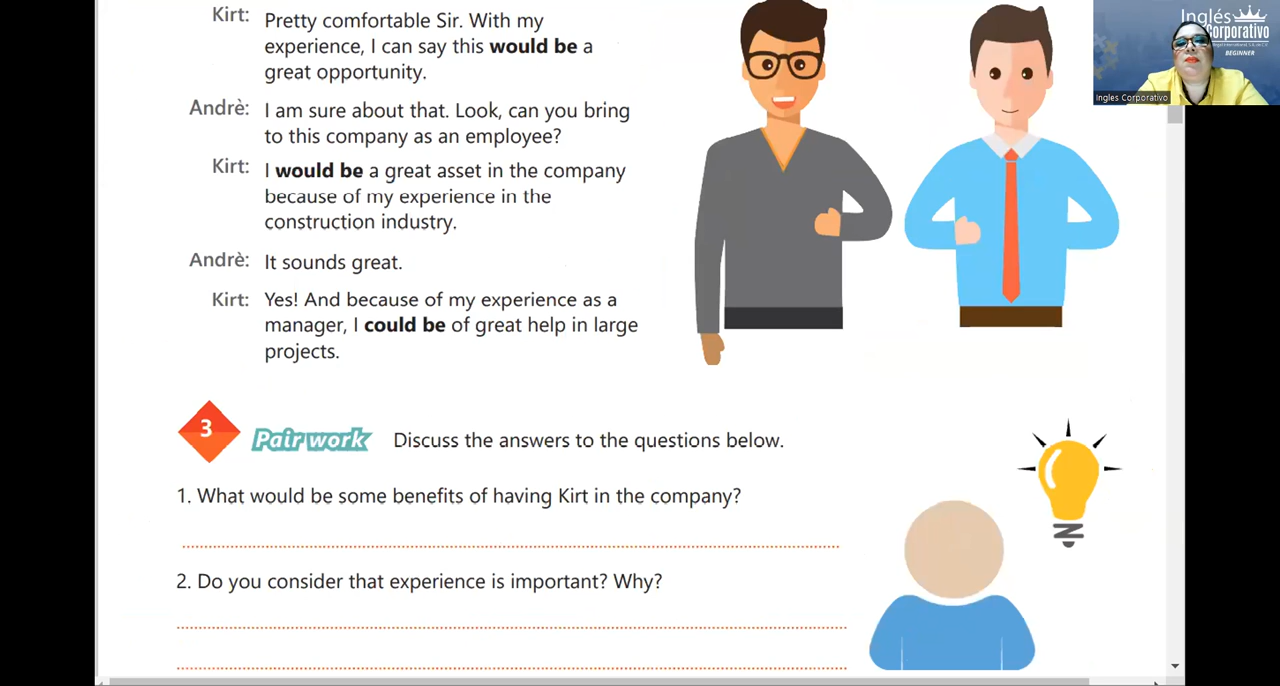 Kirt: Pretty comfortable Sir. With my
experience, I can say this would be a
great opportunity.
Andrè: I am sure about that. Look, can you bring
to this company as an employee?
Kirt: I would be a great asset in the company
because of my experience in the
construction industry.
Andrè: It sounds great.
Kirt: Yes! And because of my experience as a
manager, I could be of great help in large
projects.
3
Pair work Discuss the answers to the questions below.
1. What would be some benefits of having Kirt in the company?
2. Do you consider that experience is important? Why?
Inglés
Corporativo
BEGINNER
Ingles Corporativo